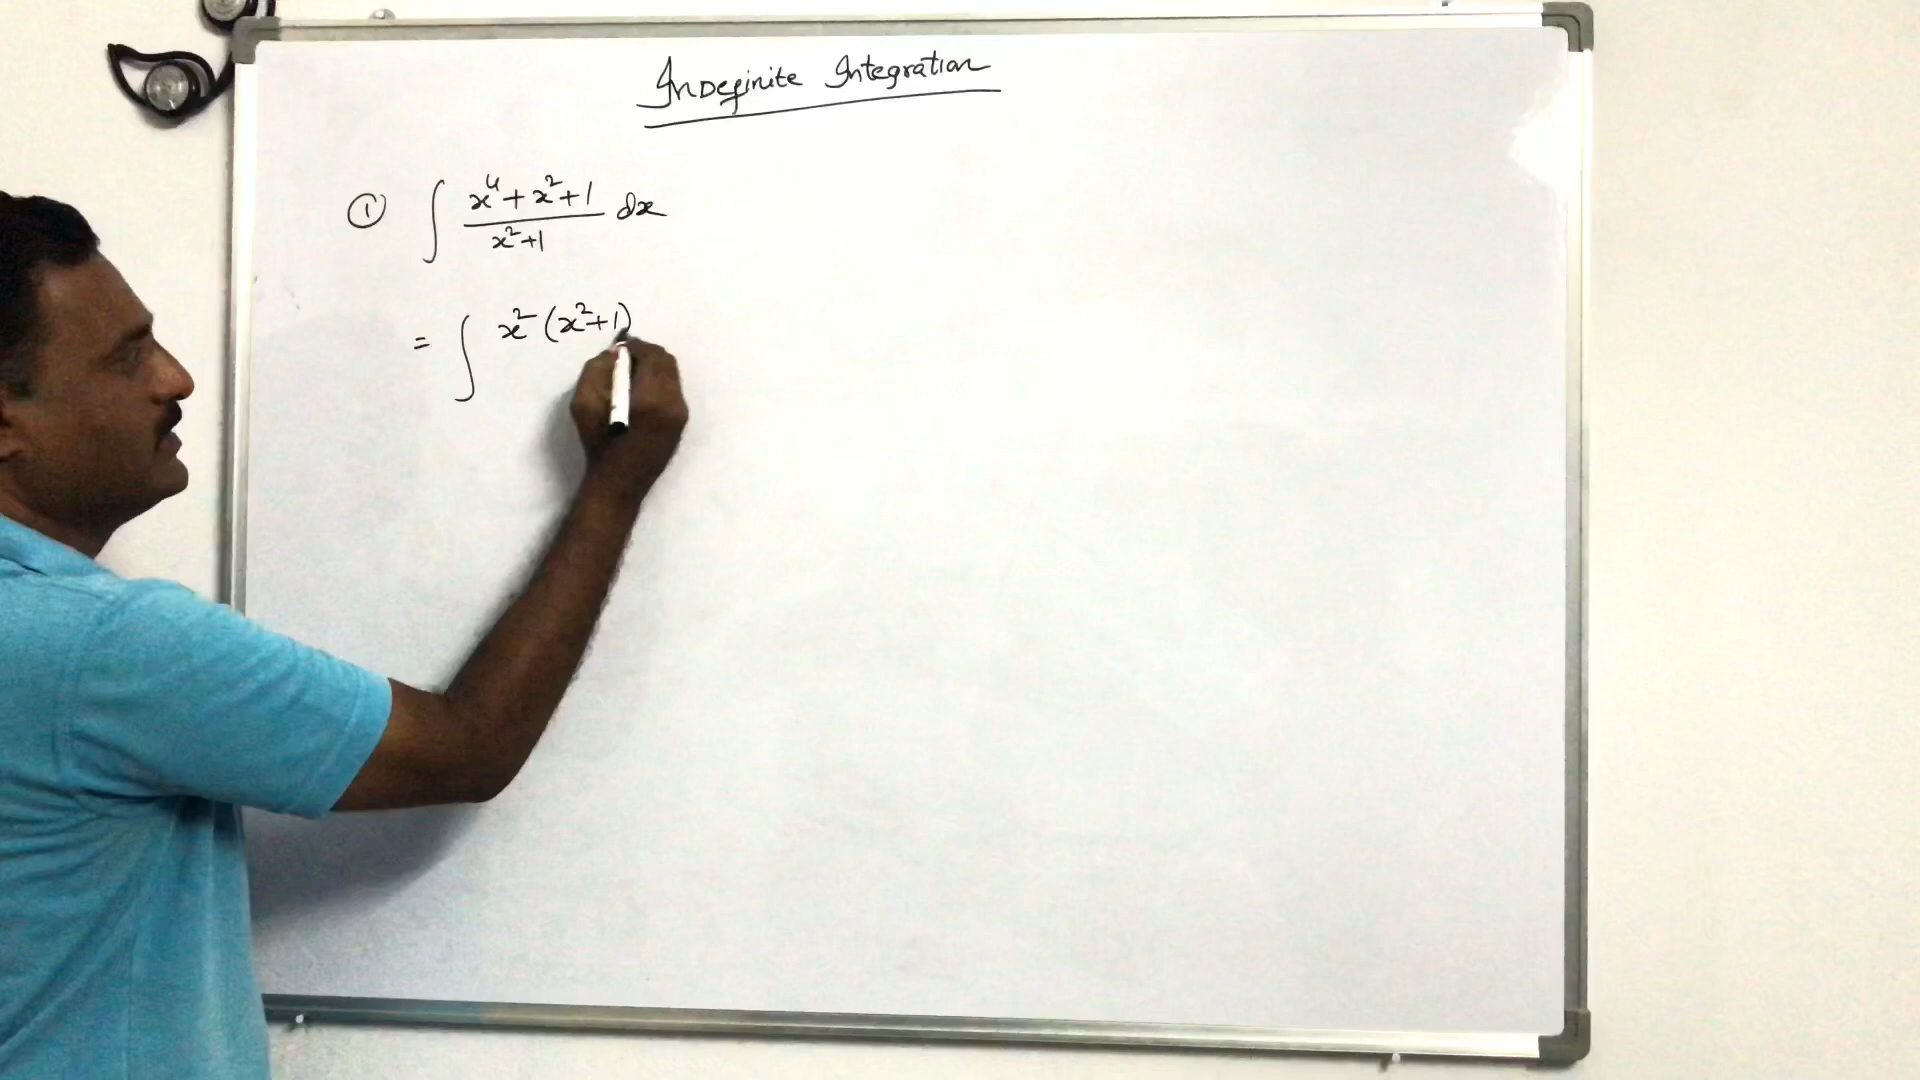 Indefinite Integration
① ∫ (x⁴ + x² + 1)/(x² + 1) dx
= ∫ x² (x² + 1)